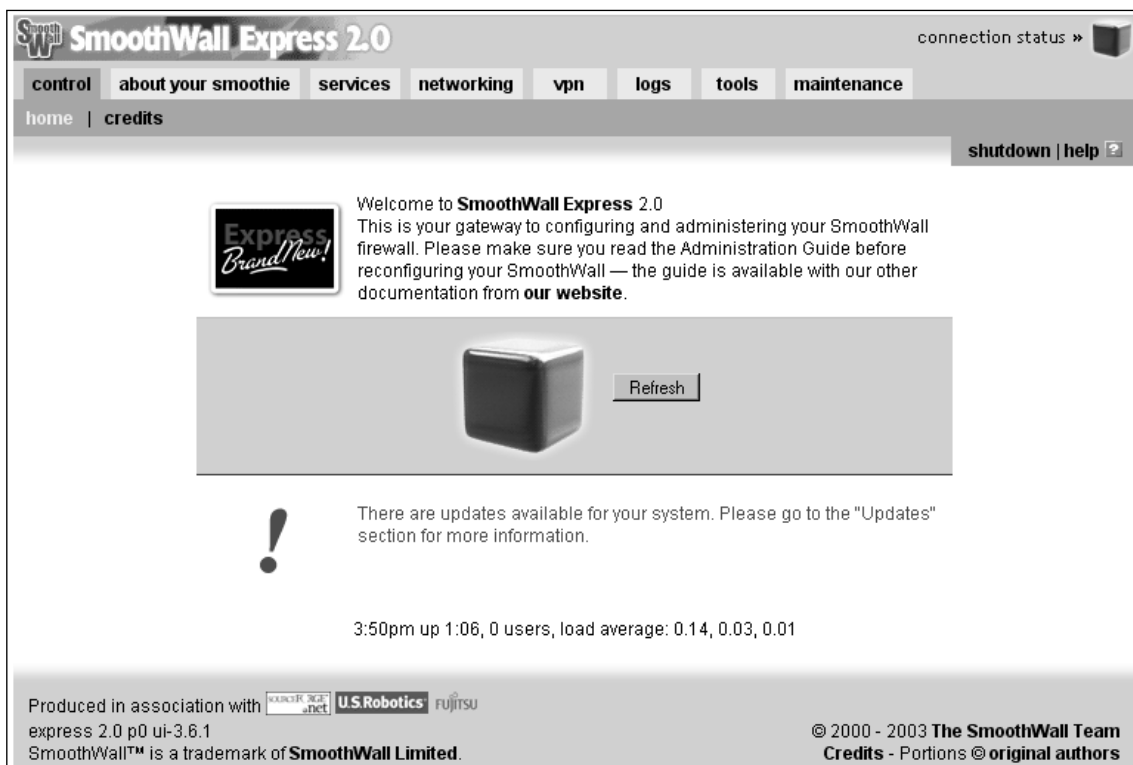 Smooth Wall SmoothWall Express 2.0
connection status »
control about your smoothie services networking vpn logs tools maintenance
home | credits
shutdown | help ?
Express
Brand New!
Welcome to SmoothWall Express 2.0
This is your gateway to configuring and administering your SmoothWall
firewall. Please make sure you read the Administration Guide before
reconfiguring your SmoothWall — the guide is available with our other
documentation from our website.
Refresh
!
There are updates available for your system. Please go to the "Updates"
section for more information.
3:50pm up 1:06, 0 users, load average: 0.14, 0.03, 0.01
Produced in association with SOURCEFORGE .net U.S.Robotics FUJITSU
express 2.0 p0 ui-3.6.1
SmoothWall™ is a trademark of SmoothWall Limited.
© 2000 - 2003 The SmoothWall Team
Credits - Portions © original authors